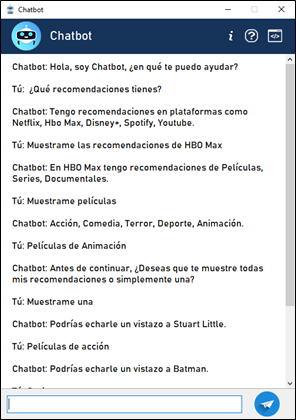 Chatbot
Chatbot
Chatbot: Hola, soy Chatbot, ¿en qué te puedo ayudar?
Tú: ¿Qué recomendaciones tienes?
Chatbot: Tengo recomendaciones en plataformas como
Netflix, Hbo Max, Disney+, Spotify, Youtube.
Tú: Muestrame las recomendaciones de HBO Max
Chatbot: En HBO Max tengo recomendaciones de Películas,
Series, Documentales.
Tú: Muestrame películas
Chatbot: Acción, Comedia, Terror, Deporte, Animación.
Tú: Películas de Animación
Chatbot: Antes de continuar, ¿Deseas que te muestre todas
mis recomendaciones o simplemente una?
Tú: Muestrame una
Chatbot: Podrías echarle un vistazo a Stuart Little.
Tú: Películas de acción
Chatbot: Podrías echarle un vistazo a Batman.